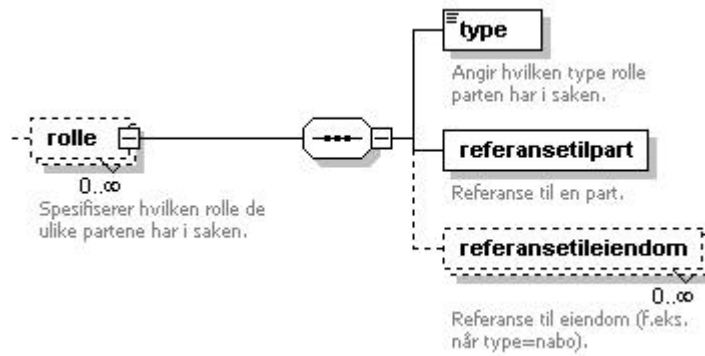 type
Angir hvilken type rolle
parten har i saken.
rolle
0..∞
Spesifiserer hvilken rolle de
ulike partene har i saken.
referansetilpart
Referanse til en part.
referansetileiendom
0..∞
Referanse til eiendom (f.eks.
når type=nabo).